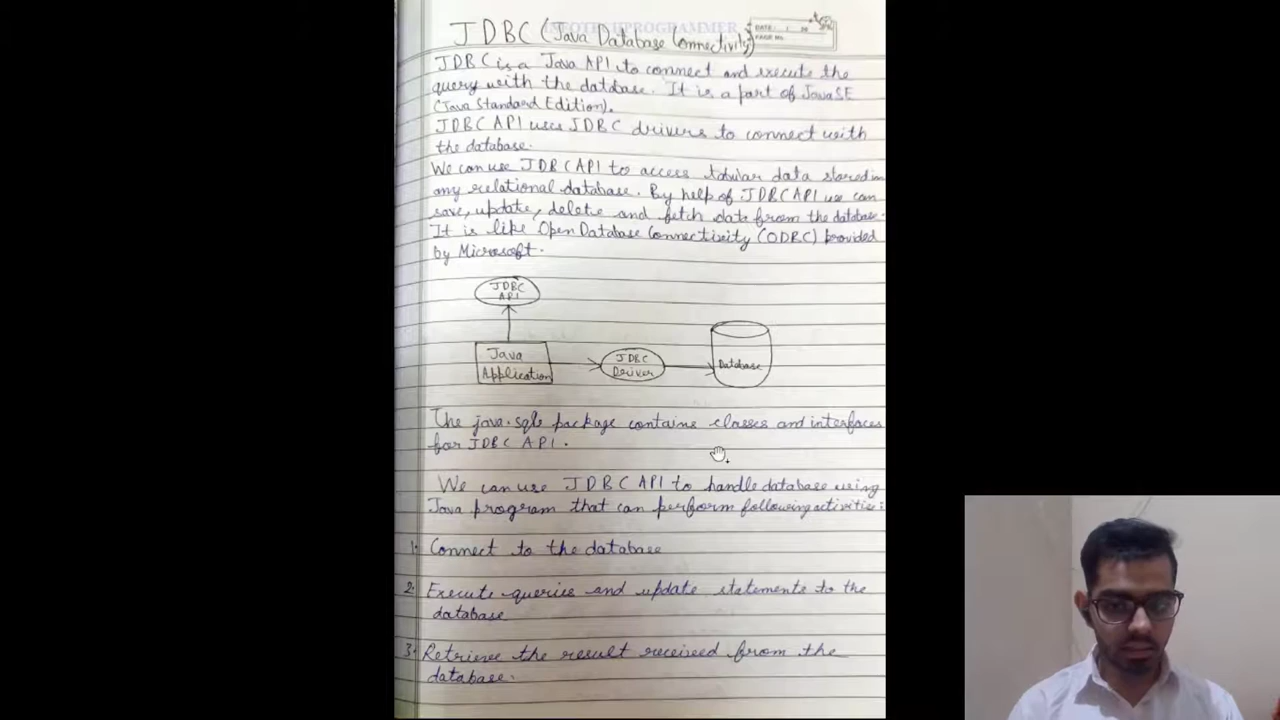 JDBC (Java Database Connectivity)
DATE: / / 20
PAGE No.
JDBC is a Java API to connect and execute the
query with the datbase. It is a part of JavaSE
(Java Standard Edition).
JDBC API uses JDBC drivers to connect with
the database.
We can use JDBC API to access tabular data stored in
any relational database. By help of JDBC API we can
save, update, delete and fetch data from the database.
It is like Open Database Connectivity (ODBC) provided
by Microsoft.
JDBC
API
Java
Application
JDBC
Driver
Database
The java.sql package contains classes and interfaces
for JDBC API.
We can use JDBC API to handle database using
Java program that can perform following activities:
1. Connect to the database
2. Execute queries and update statements to the
database
3. Retrieve the result received from the
database.